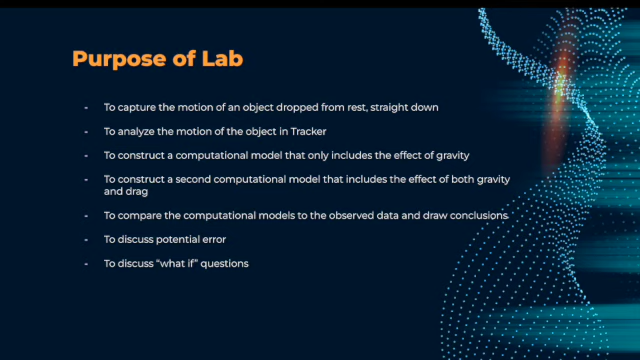 Purpose of Lab
- To capture the motion of an object dropped from rest, straight down
- To analyze the motion of the object in Tracker
- To construct a computational model that only includes the effect of gravity
- To construct a second computational model that includes the effect of both gravity
and drag
- To compare the computational models to the observed data and draw conclusions
- To discuss potential error
- To discuss “what if” questions